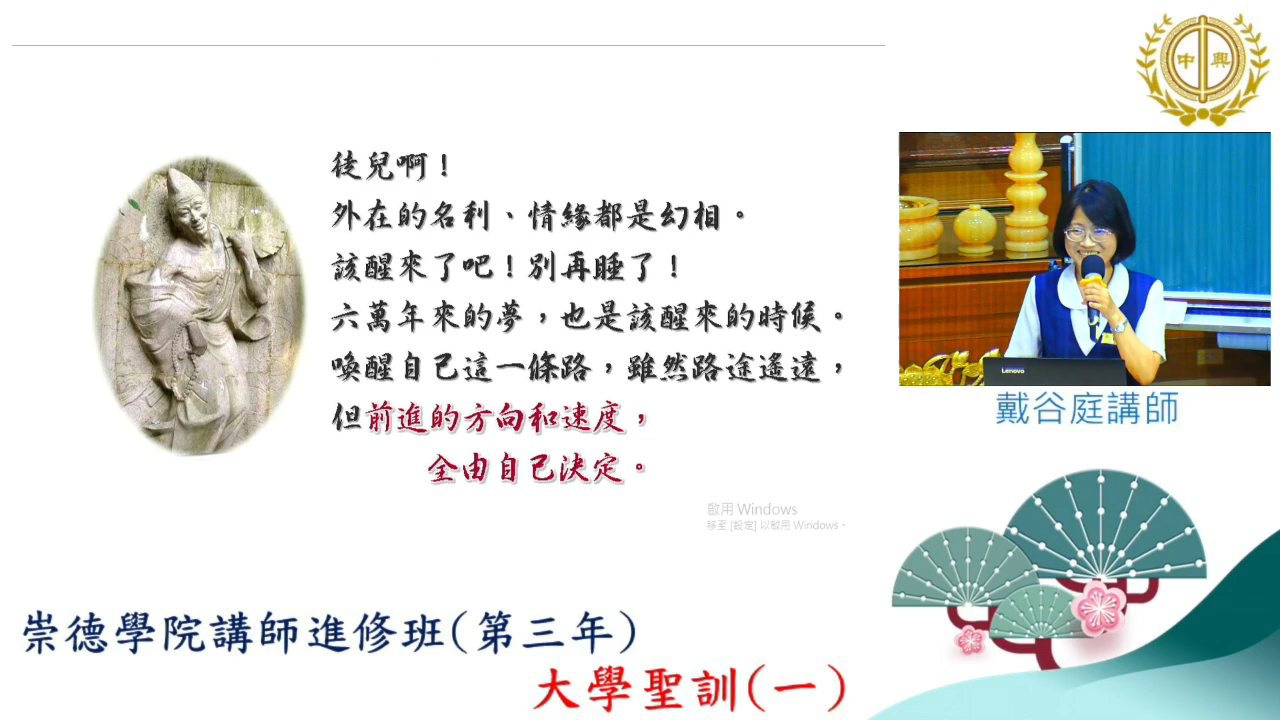 中 興
徒兒啊！
外在的名利、情緣都是幻相。
該醒來了吧！別再睡了！
六萬年來的夢，也是該醒來的時候。
喚醒自己這一條路，雖然路途遙遠，
但前進的方向和速度，
全由自己決定。
Lenovo
戴谷庭講師
啟用 Windows
移至 [設定] 以啟用 Windows。
崇德學院講師進修班(第三年)
大學聖訓(一)